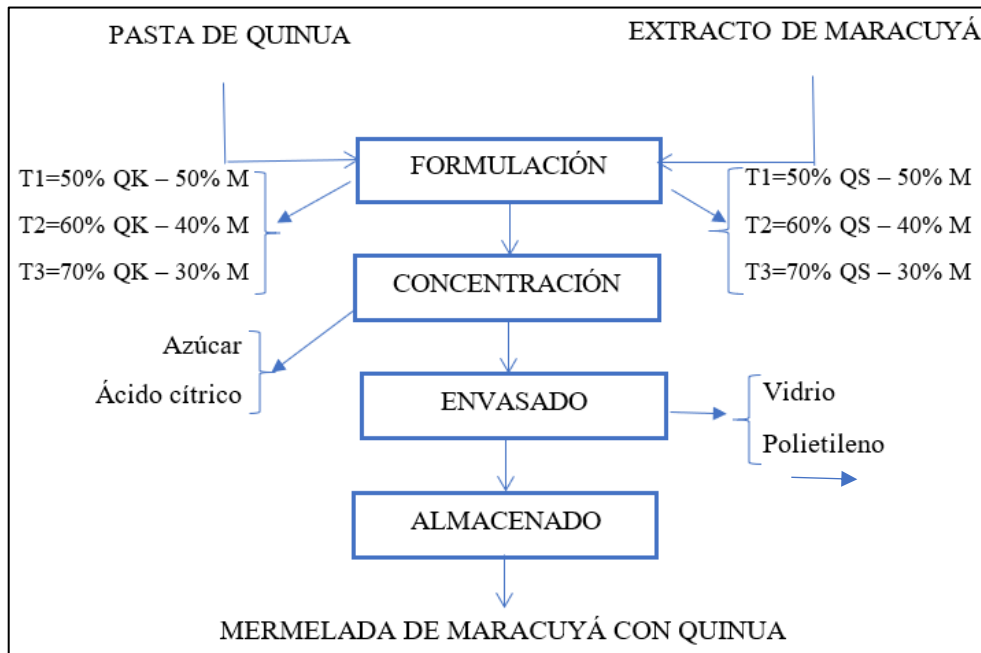 PASTA DE QUINUA
EXTRACTO DE MARACUYÁ
FORMULACIÓN
T1=50% QK – 50% M
T2=60% QK – 40% M
T3=70% QK – 30% M
T1=50% QS – 50% M
T2=60% QS – 40% M
T3=70% QS – 30% M
CONCENTRACIÓN
Azúcar
Ácido cítrico
ENVASADO
Vidrio
Polietileno
ALMACENADO
MERMELADA DE MARACUYÁ CON QUINUA